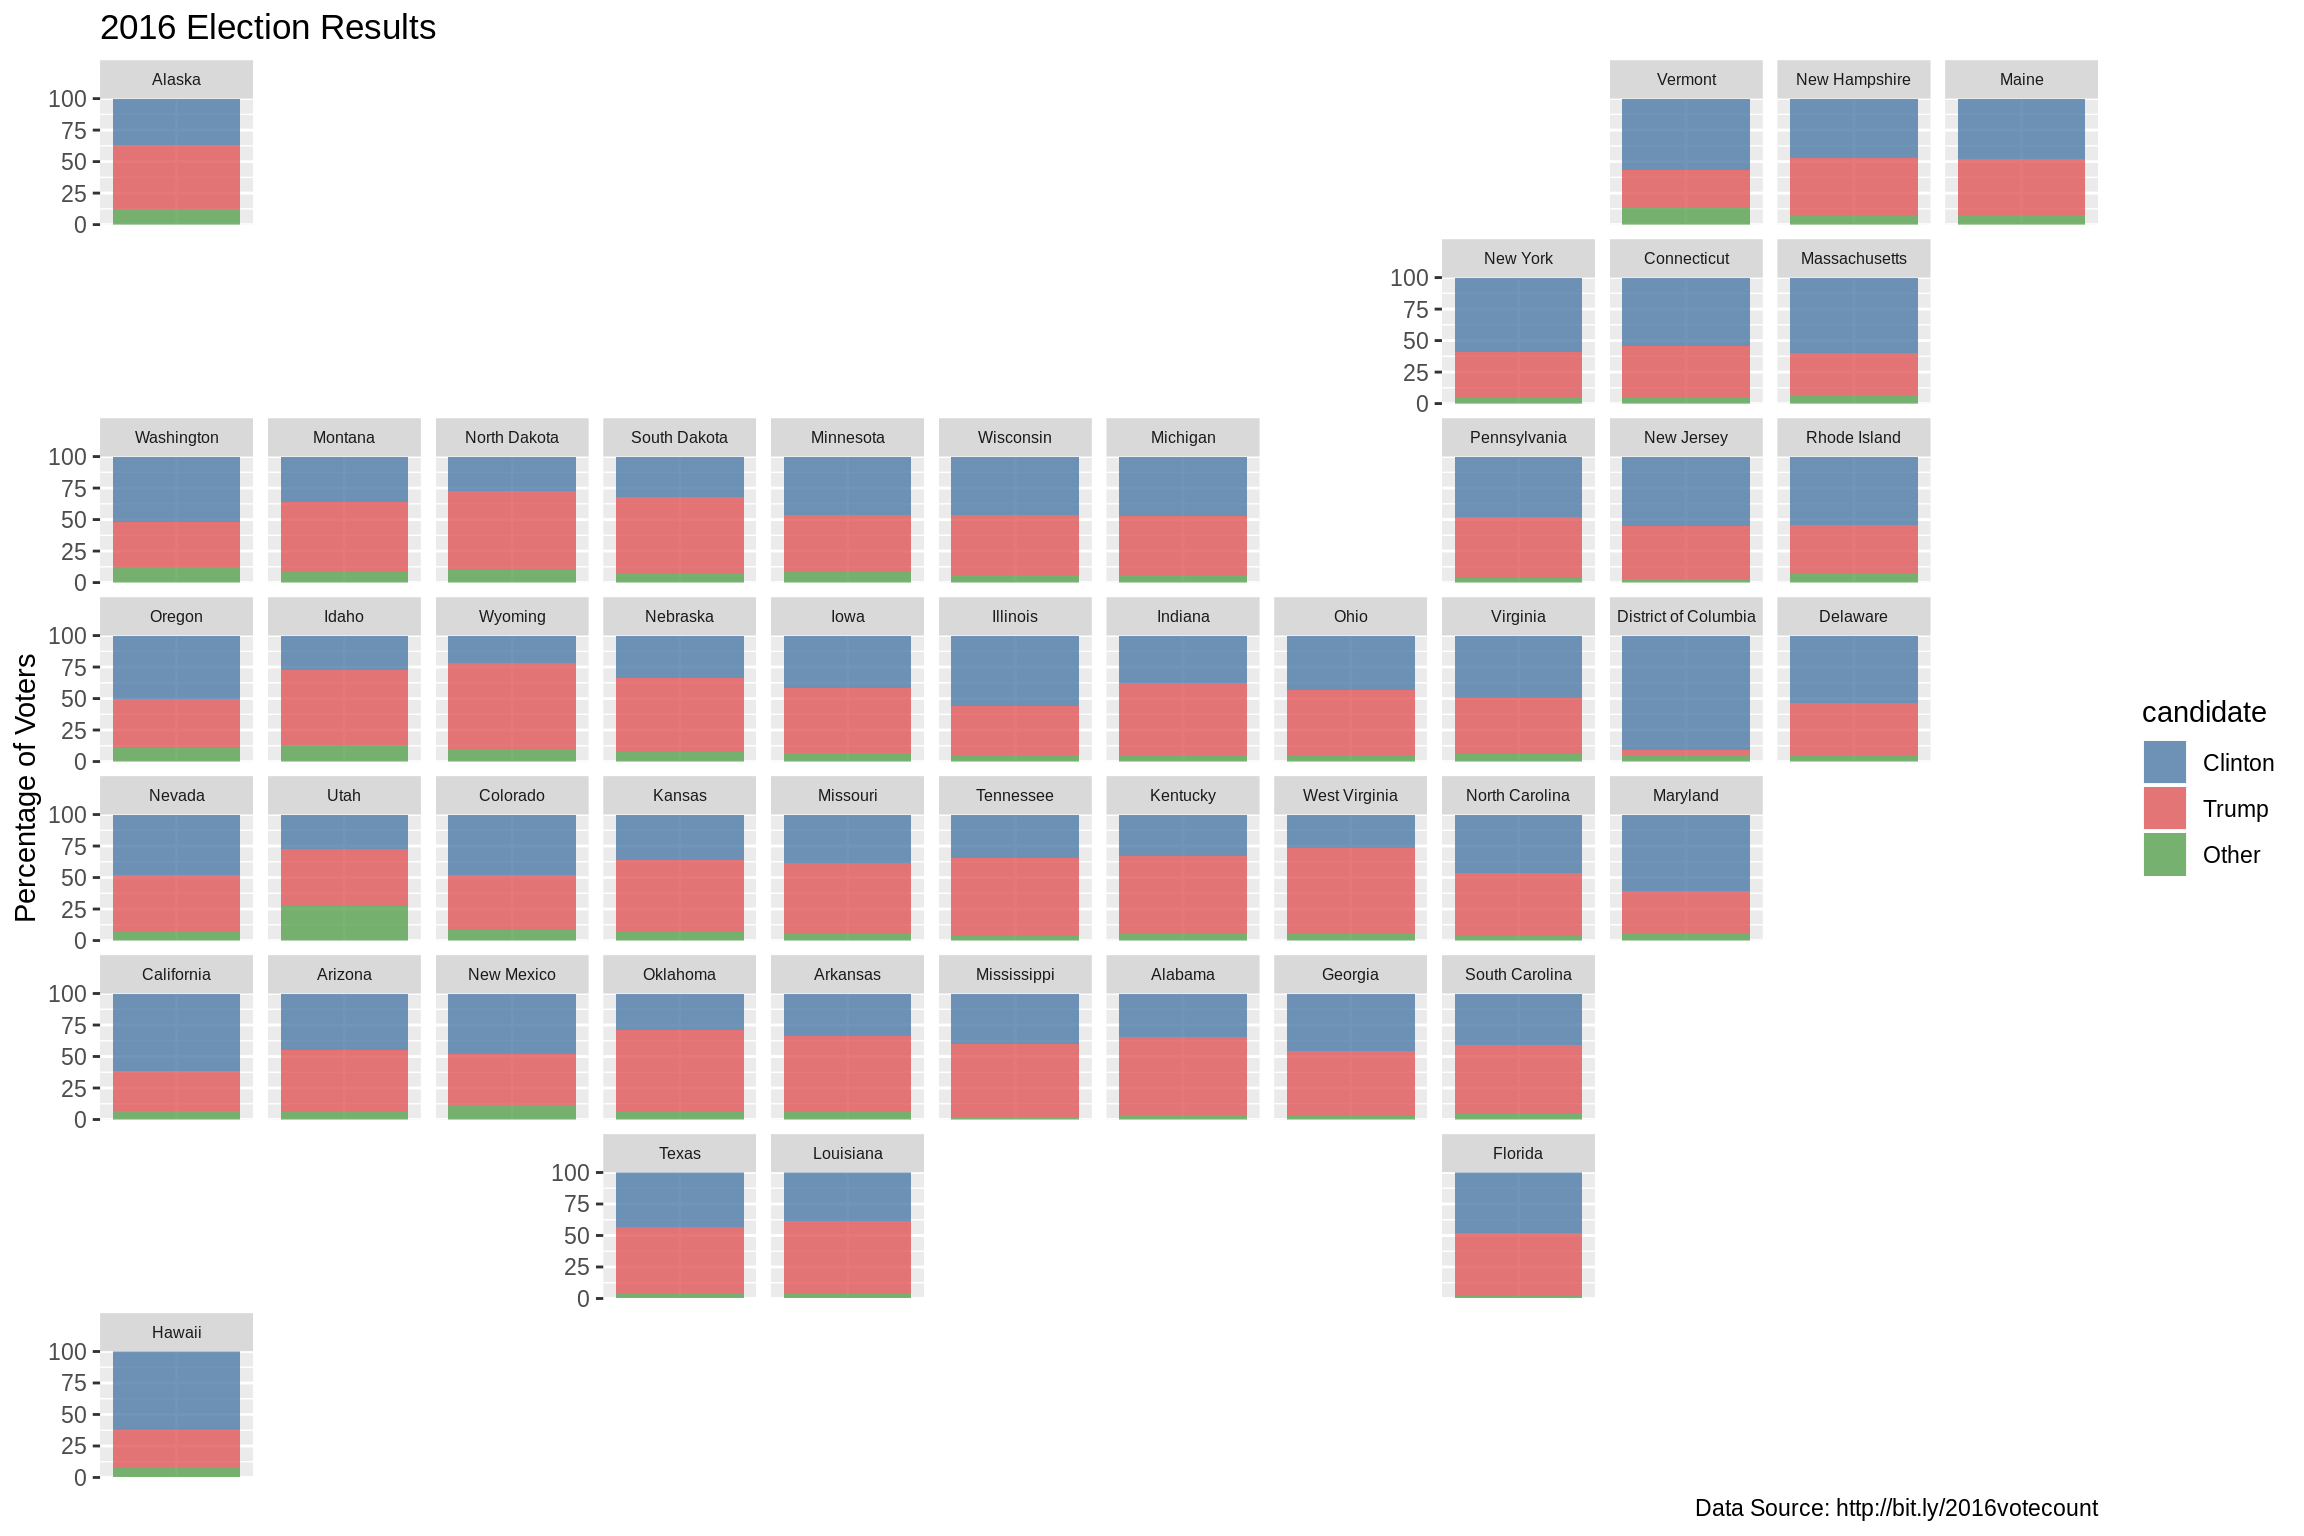 2016 Election Results
Alaska Vermont New Hampshire Maine
100
75
50
25
0
New York Connecticut Massachusetts
100
75
50
25
0
Washington Montana North Dakota South Dakota Minnesota Wisconsin Michigan Pennsylvania New Jersey Rhode Island
100
75
50
25
0
Oregon Idaho Wyoming Nebraska Iowa Illinois Indiana Ohio Virginia District of Columbia Delaware
100
75
50
25
0
Nevada Utah Colorado Kansas Missouri Tennessee Kentucky West Virginia North Carolina Maryland
100
75
50
25
0
California Arizona New Mexico Oklahoma Arkansas Mississippi Alabama Georgia South Carolina
100
75
50
25
0
Texas Louisiana Florida
100
75
50
25
0
Hawaii
100
75
50
25
0
Percentage of Voters
candidate
Clinton
Trump
Other
Data Source: http://bit.ly/2016votecount